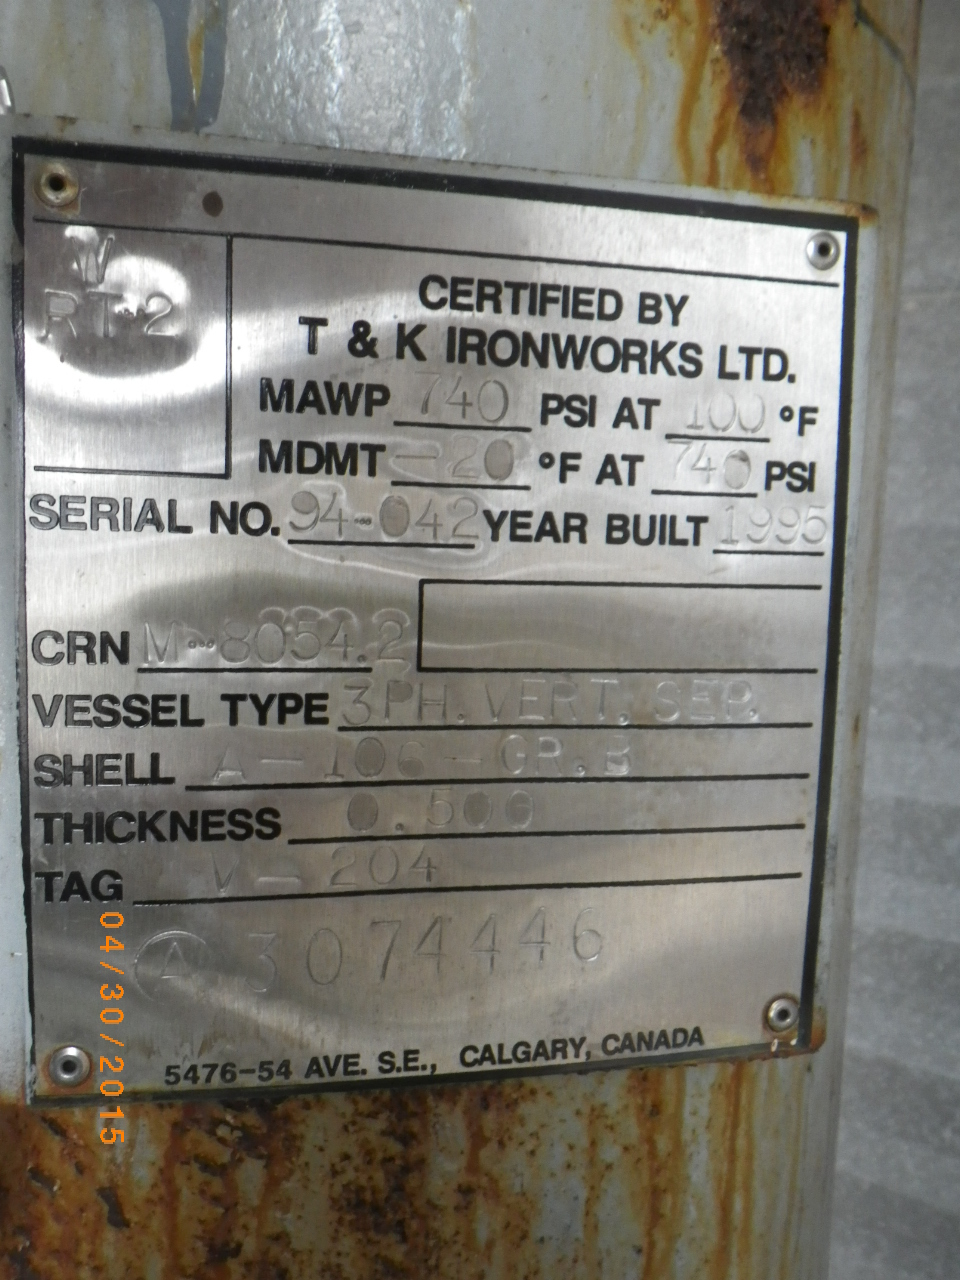 W
RT-2
CERTIFIED BY
T & K IRONWORKS LTD.
MAWP 740 PSI AT 100 °F
MDMT -20 °F AT 740 PSI
SERIAL NO. 94-042 YEAR BUILT 1995
CRN M-8054.2
VESSEL TYPE 3PH. VERT. SEP.
SHELL A-106-GR.B
THICKNESS 0.500
TAG V-204
A 3074446
5476-54 AVE. S.E., CALGARY, CANADA
04/30/2015